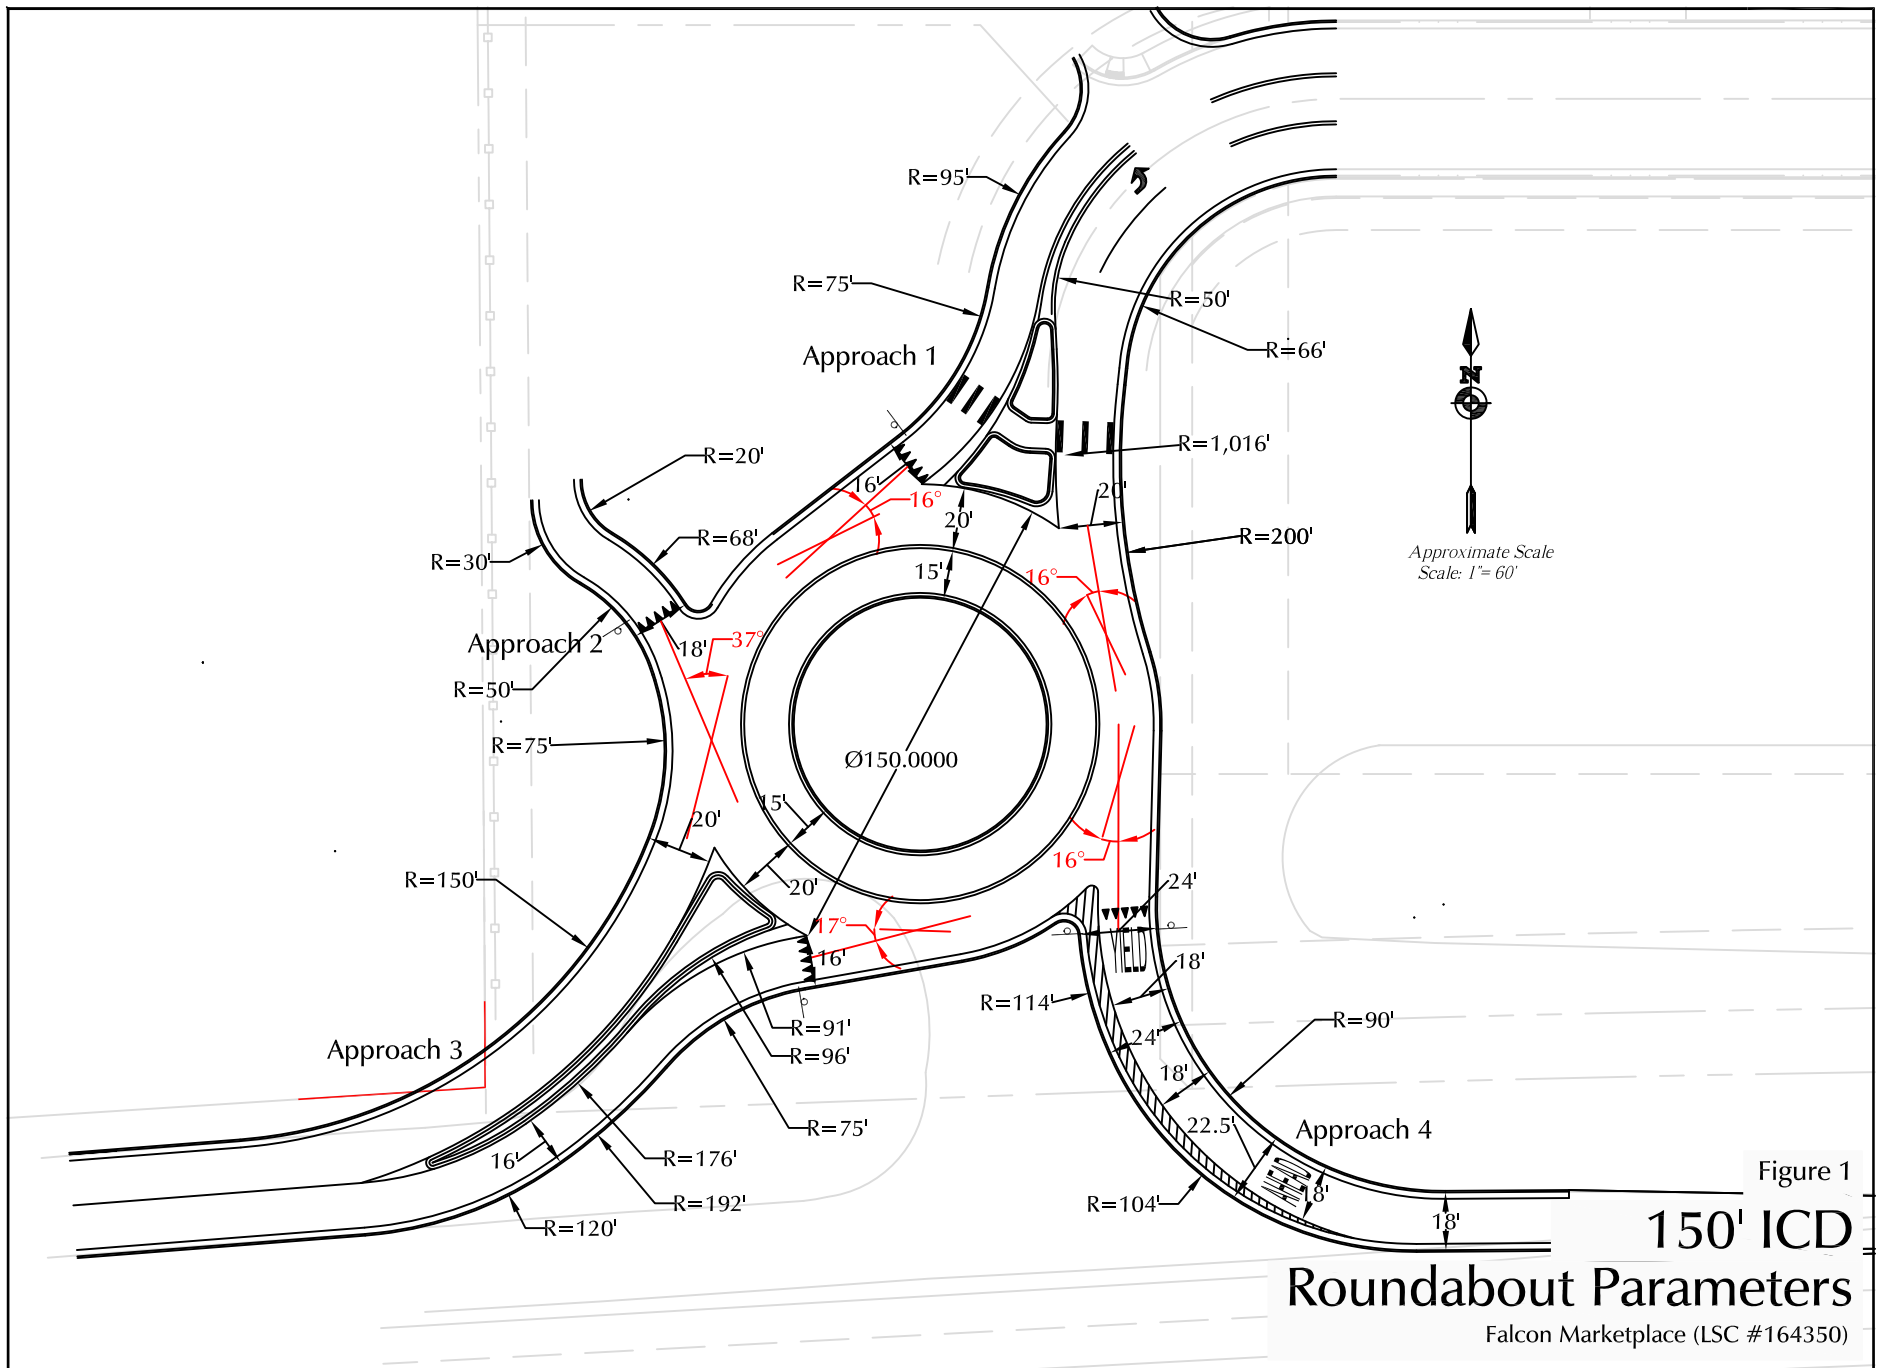 R=95'
R=75'
R=50'
R=66'
Approach 1
N
R=1,016'
R=20'
16'
16°
20'
20'
R=68'
R=200'
Approximate Scale
Scale: 1"= 60'
R=30'
15'
16°
Approach 2
18'
37°
R=50'
R=75'
Ø150.0000
15'
20'
16°
R=150'
20'
24'
17°
16'
18'
R=114'
R=91'
R=90'
24'
Approach 3
R=96'
18'
R=75'
22.5'
Approach 4
16'
R=176'
Figure 1
R=192'
R=104'
18'
18'
R=120'
150' ICD
Roundabout Parameters
Falcon Marketplace (LSC #164350)